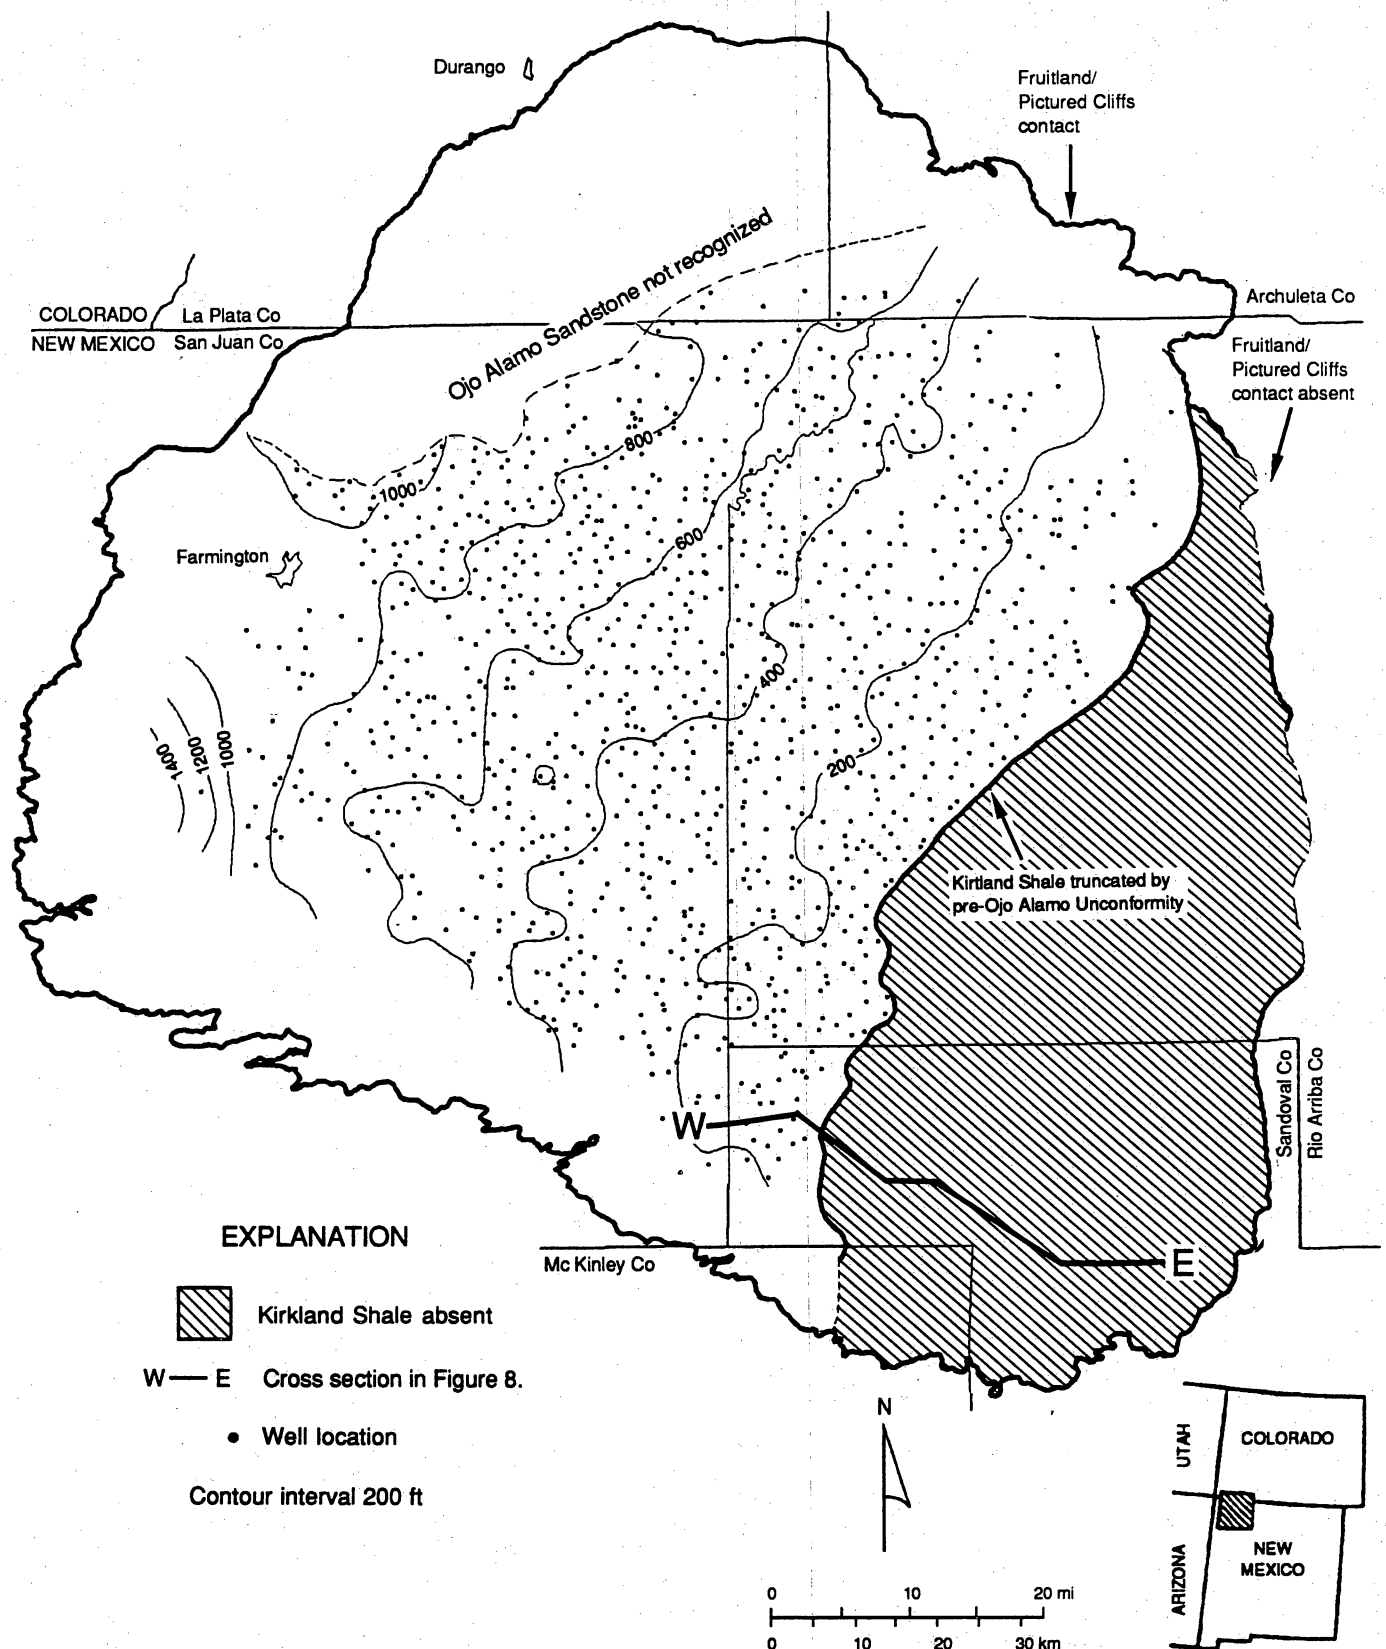 Durango
Fruitland/
Pictured Cliffs
contact
Ojo Alamo Sandstone not recognized
COLORADO
La Plata Co
Archuleta Co
NEW MEXICO
San Juan Co
Fruitland/
Pictured Cliffs
contact absent
800
1000
600
Farmington
400
1400
1200
1000
200
Kirtland Shale truncated by
pre-Ojo Alamo Unconformity
Sandoval Co
Rio Arriba Co
W
E
Mc Kinley Co
EXPLANATION
Kirkland Shale absent
W — E Cross section in Figure 8.
Well location
Contour interval 200 ft
N
UTAH
COLORADO
ARIZONA
NEW
MEXICO
0 10 20 mi
0 10 20 30 km